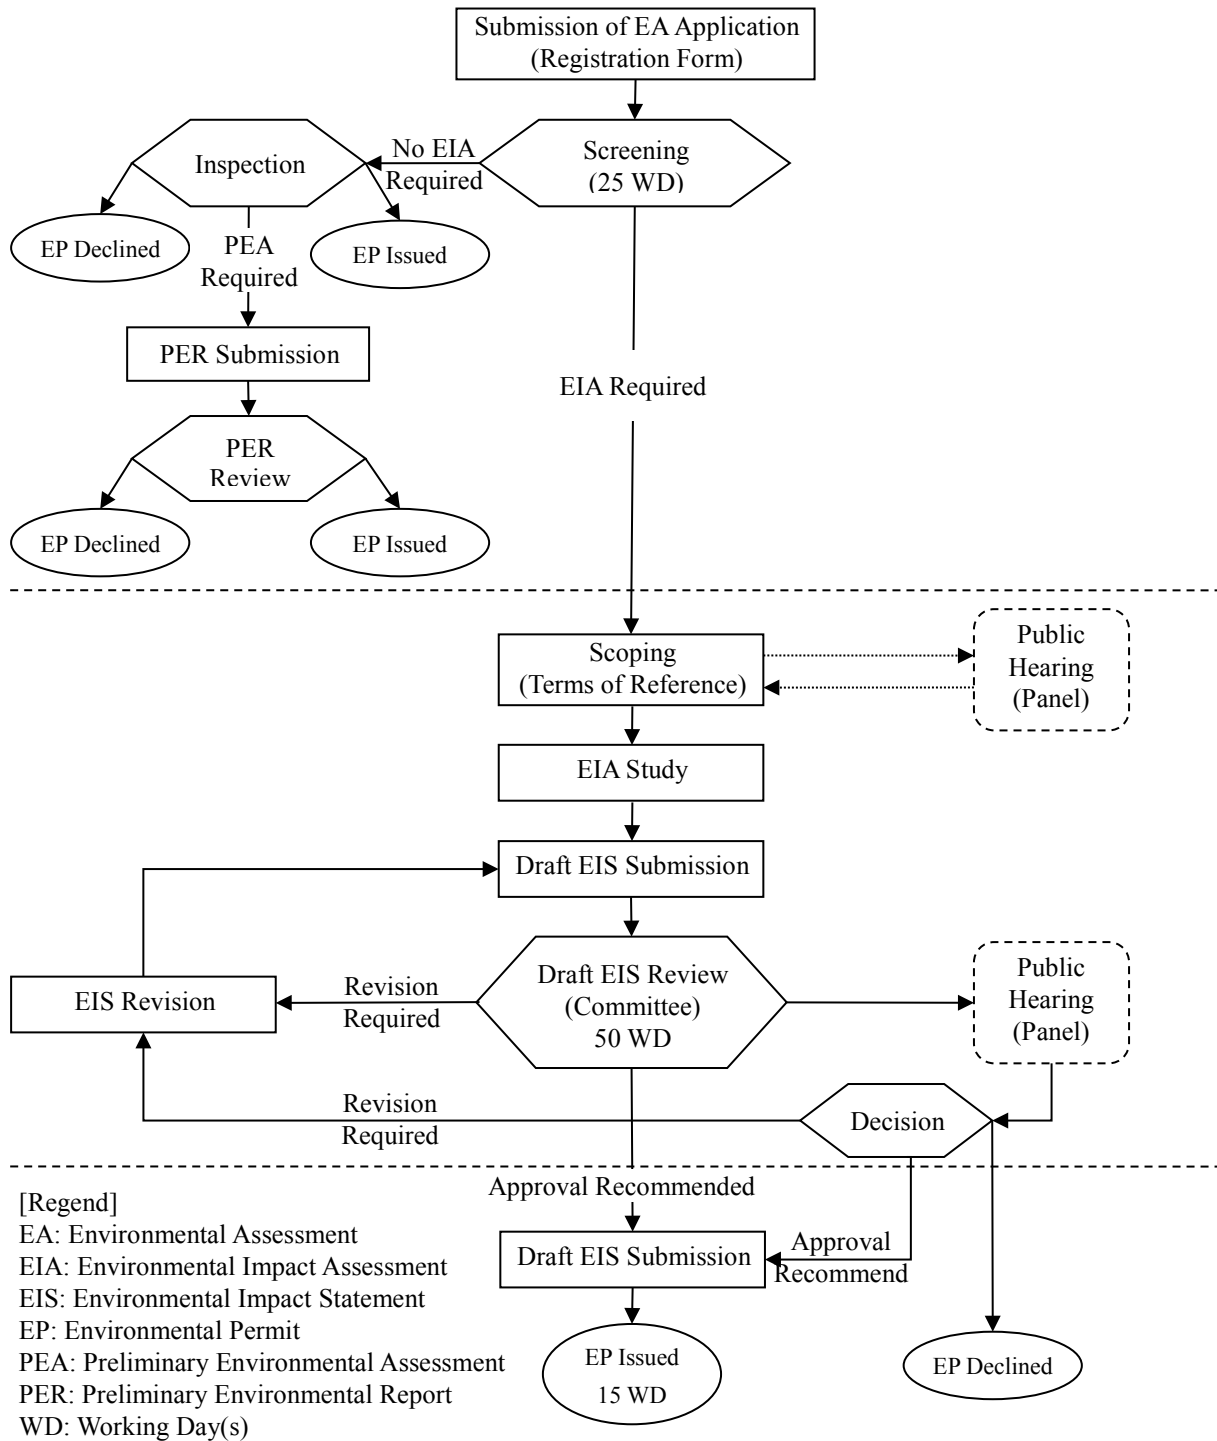 Submission of EA Application
(Registration Form)
Screening
(25 WD)
No EIA
Required
Inspection
EP Declined
PEA
Required
EP Issued
PER Submission
PER
Review
EP Declined
EP Issued
EIA Required
Scoping
(Terms of Reference)
Public
Hearing
(Panel)
EIA Study
Draft EIS Submission
Draft EIS Review
(Committee)
50 WD
Revision
Required
EIS Revision
Public
Hearing
(Panel)
Decision
Revision
Required
Approval Recommended
Draft EIS Submission
Approval
Recommend
EP Issued
15 WD
EP Declined
[Regend]
EA: Environmental Assessment
EIA: Environmental Impact Assessment
EIS: Environmental Impact Statement
EP: Environmental Permit
PEA: Preliminary Environmental Assessment
PER: Preliminary Environmental Report
WD: Working Day(s)